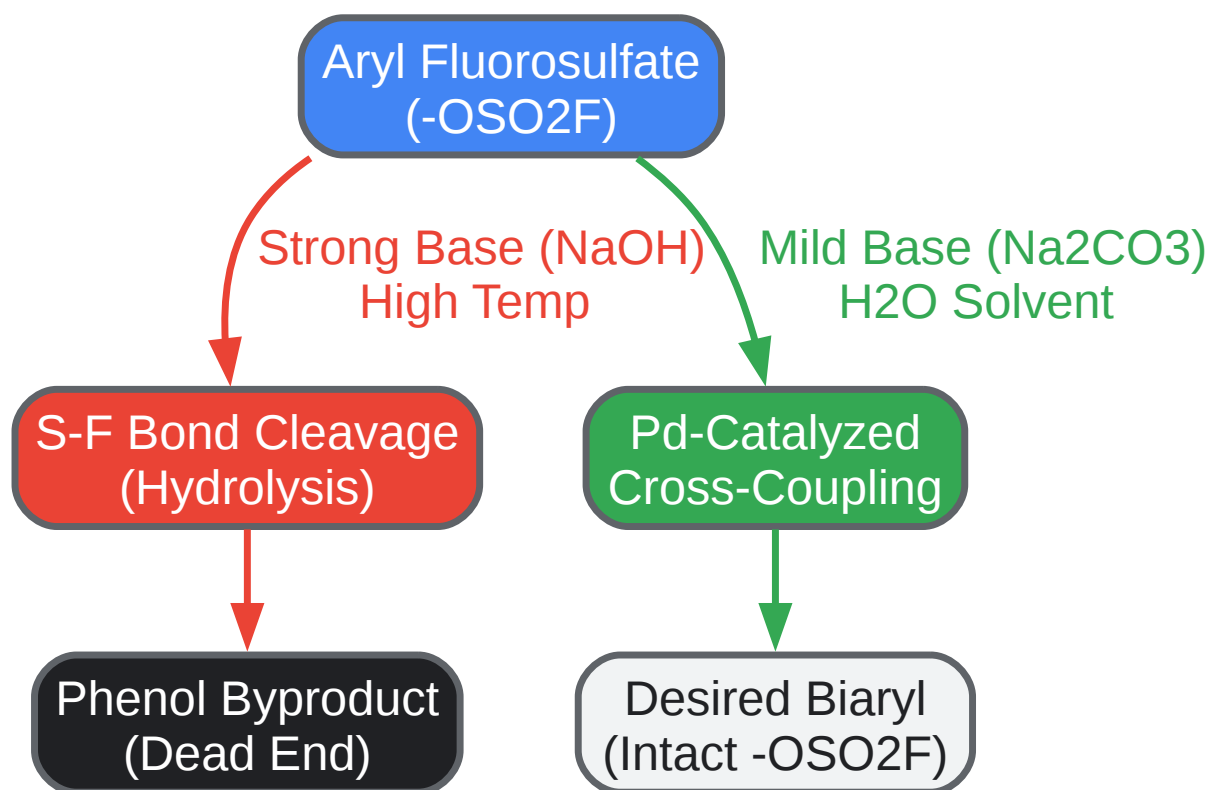 Aryl Fluorosulfate
(-OSO2F)
Strong Base (NaOH)
High Temp
Mild Base (Na2CO3)
H2O Solvent
S-F Bond Cleavage
(Hydrolysis)
Pd-Catalyzed
Cross-Coupling
Phenol Byproduct
(Dead End)
Desired Biaryl
(Intact -OSO2F)